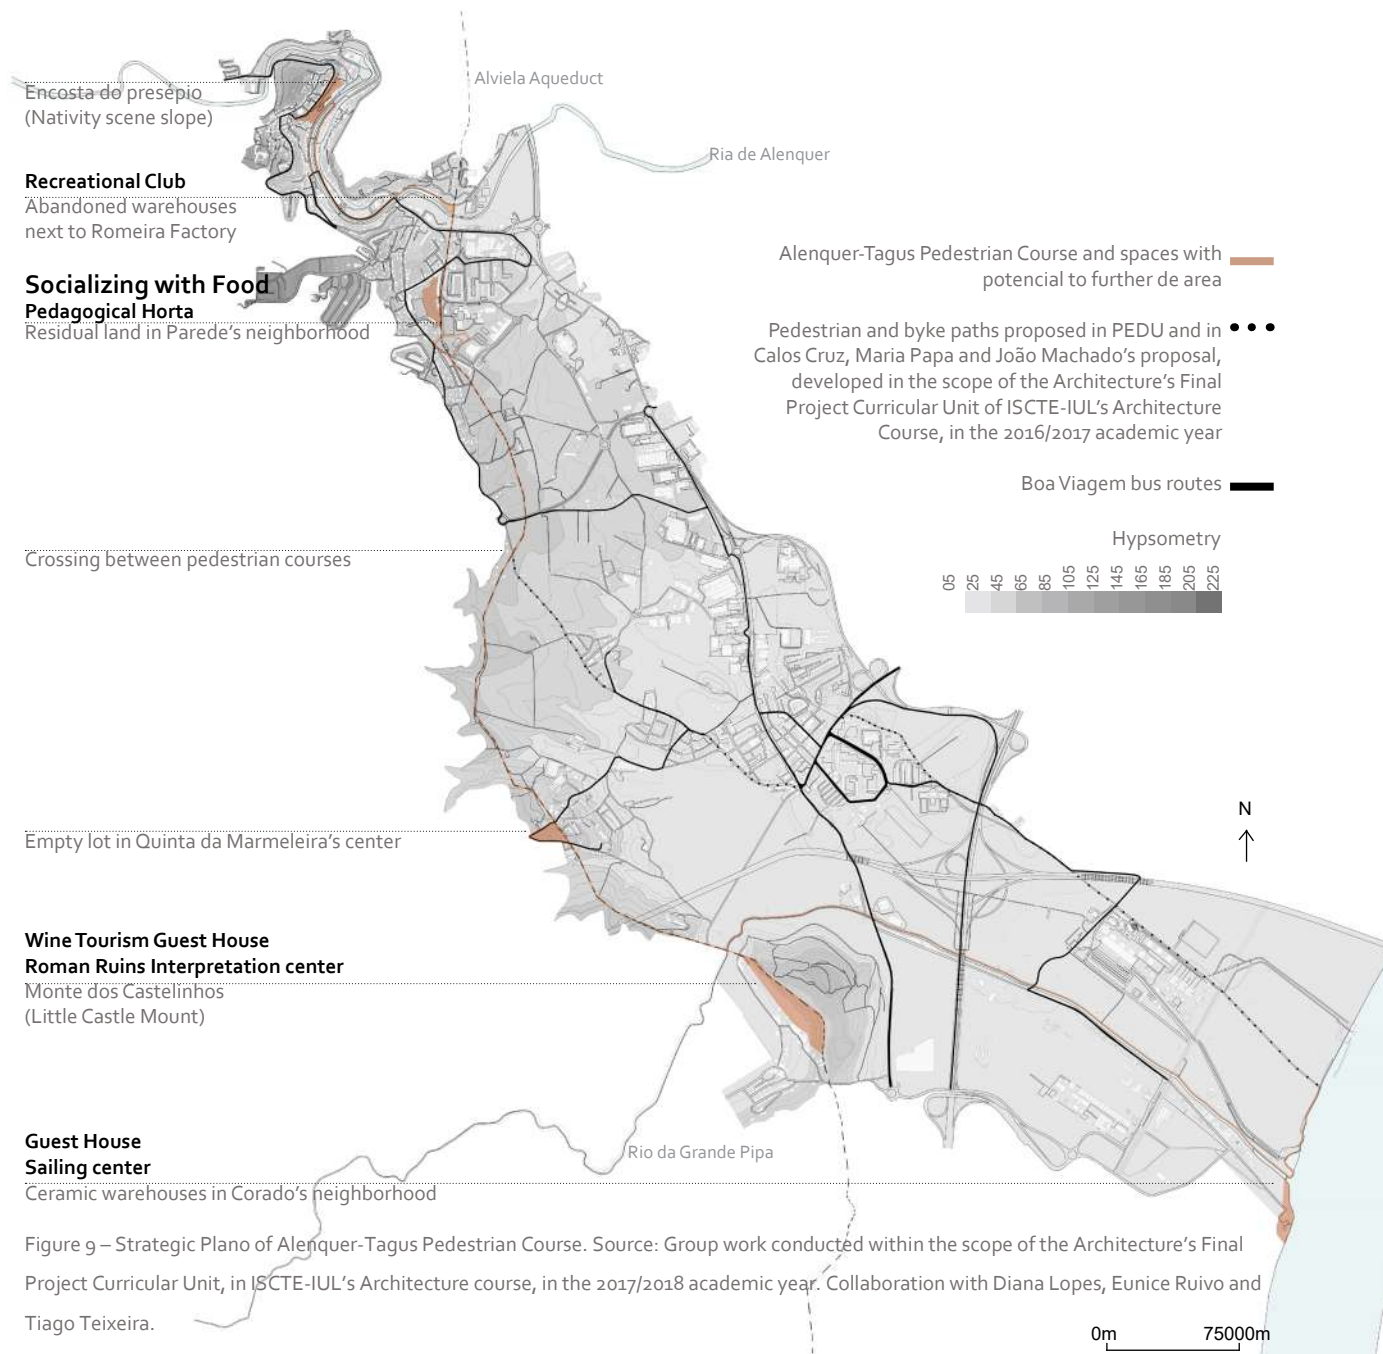 Alviela Aqueduct
Encosta do presépio
(Nativity scene slope)
Ria de Alenquer
Recreational Club
Abandoned warehouses
next to Romeira Factory
Socializing with Food
Pedagogical Horta
Residual land in Parede's neighborhood
Alenquer-Tagus Pedestrian Course and spaces with
potential to further de area
Pedestrian and byke paths proposed in PEDU and in
Calos Cruz, Maria Papa and João Machado's proposal,
developed in the scope of the Architecture's Final
Project Curricular Unit of ISCTE-IUL's Architecture
Course, in the 2016/2017 academic year
Boa Viagem bus routes
Hypsometry
05 25 45 65 85 105 125 145 165 185 205 225
Crossing between pedestrian courses
N
Empty lot in Quinta da Marmeleira's center
Wine Tourism Guest House
Roman Ruins Interpretation center
Monte dos Castelinhos
(Little Castle Mount)
Guest House
Sailing center
Rio da Grande Pipa
Ceramic warehouses in Corado's neighborhood
Figure 9 – Strategic Plano of Alenquer-Tagus Pedestrian Course. Source: Group work conducted within the scope of the Architecture's Final
Project Curricular Unit, in ISCTE-IUL's Architecture course, in the 2017/2018 academic year. Collaboration with Diana Lopes, Eunice Ruivo and
Tiago Teixeira.
0m 75000m